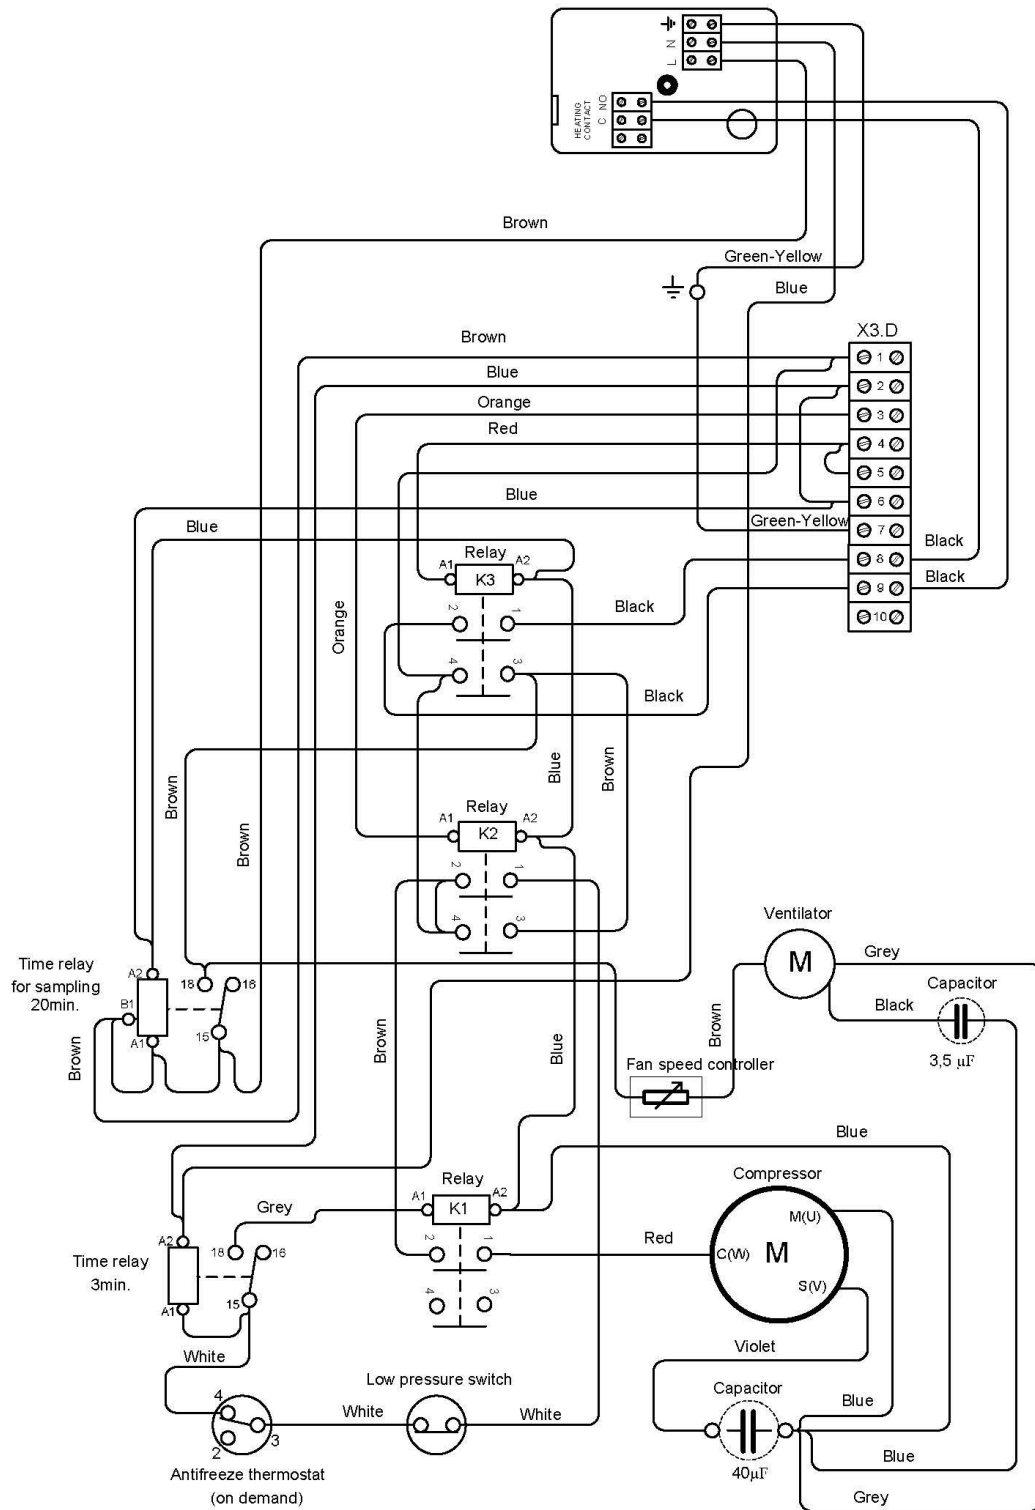 N
L
HEATING
CONTACT
C NO
Brown
Green-Yellow
Blue
X3.D
Brown
1
Blue
2
Orange
3
Red
4
5
Blue
6
Blue
Green-Yellow
7
Black
8
Black
9
10
Relay
A1
K3
A2
2
1
Black
4
3
Orange
Black
Brown
Brown
Blue
Brown
Relay
A1
K2
A2
2
1
4
3
Ventilator
M
Grey
Capacitor
Black
3,5 µF
Time relay
for sampling
20min.
A2
B1
A1
18
16
15
Brown
Brown
Blue
Brown
Fan speed controller
Blue
Relay
A1
K1
A2
2
1
4
3
Grey
Compressor
M(U)
Red
C(W)
M
S(V)
Time relay
3min.
A2
A1
18
16
15
White
Violet
Low pressure switch
Capacitor
Blue
4
3
2
White
White
Blue
40µF
Antifreeze thermostat
(on demand)
Grey